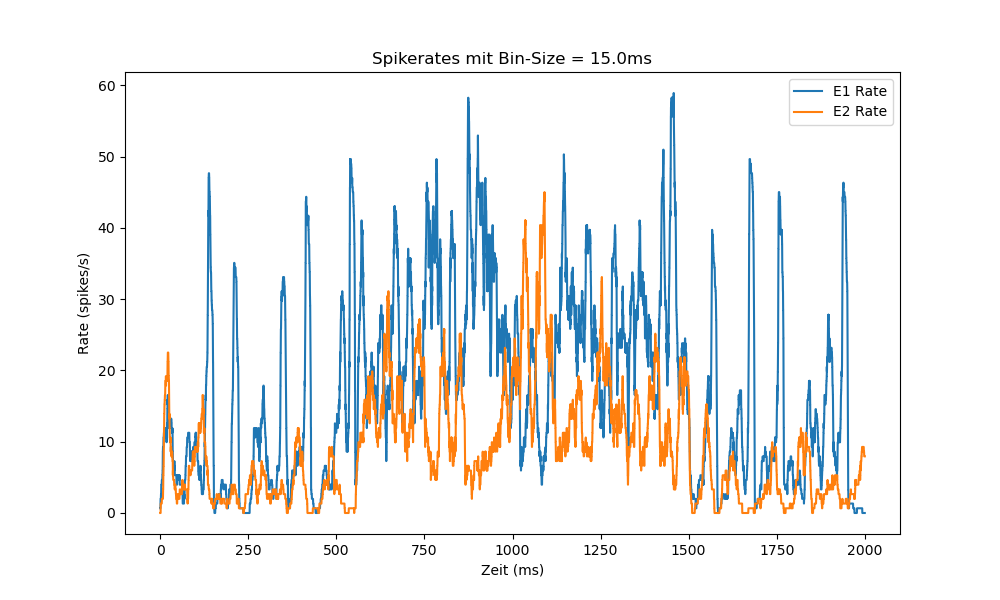 Spikerates mit Bin-Size = 15.0ms
E1 Rate
E2 Rate
Rate (spikes/s)
60
50
40
30
20
10
0
0 250 500 750 1000 1250 1500 1750 2000
Zeit (ms)